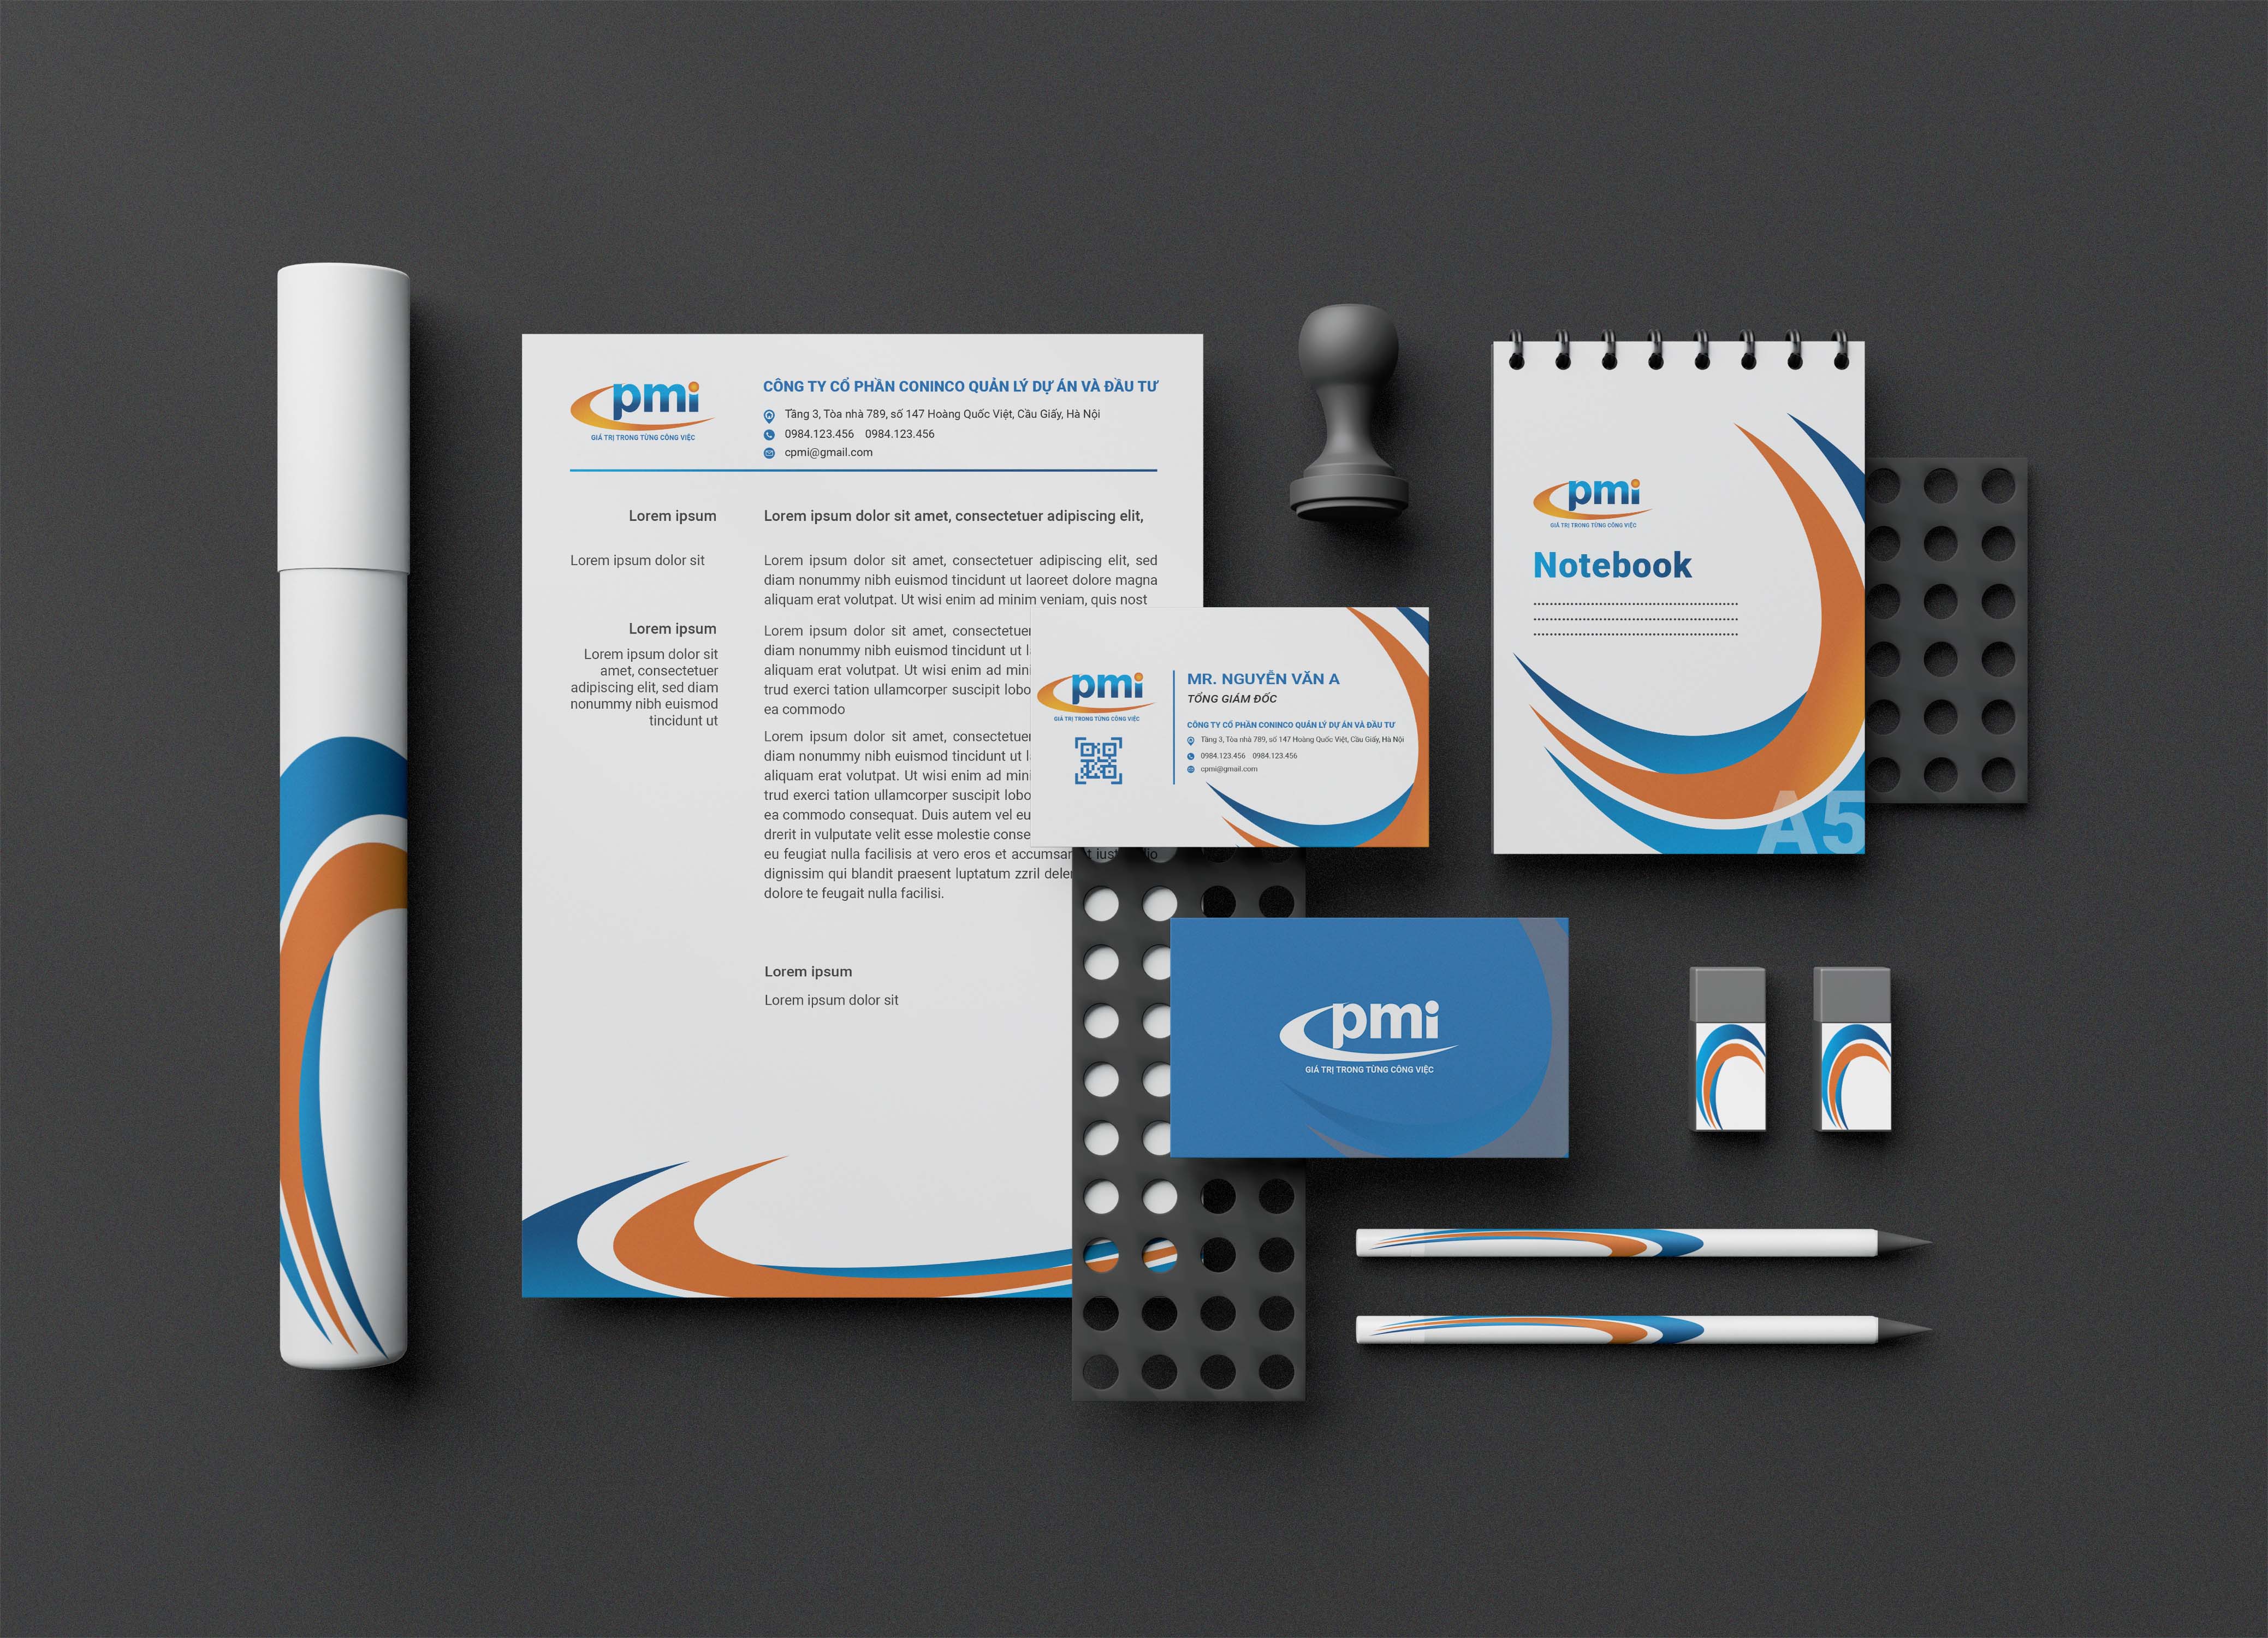 pmi
GIÁ TRỊ TRONG TỪNG CÔNG VIỆC
CÔNG TY CỔ PHẦN CONINCO QUẢN LÝ DỰ ÁN VÀ ĐẦU TƯ
Tầng 3, Tòa nhà 789, số 147 Hoàng Quốc Việt, Cầu Giấy, Hà Nội
0984.123.456 0984.123.456
cpmi@gmail.com
Lorem ipsum
Lorem ipsum dolor sit
Lorem ipsum
Lorem ipsum dolor sit
amet, consectetuer
adipiscing elit, sed diam
nonummy nibh euismod
tincidunt ut
Lorem ipsum dolor sit amet, consectetuer adipiscing elit,
Lorem ipsum dolor sit amet, consectetuer adipiscing elit, sed
diam nonummy nibh euismod tincidunt ut laoreet dolore magna
aliquam erat volutpat. Ut wisi enim ad minim veniam, quis nost
Lorem ipsum dolor sit amet, consectetuer
diam nonummy nibh euismod tincidunt ut
aliquam erat volutpat. Ut wisi enim ad mini
trud exerci tation ullamcorper suscipit lobo
ea commodo
Lorem ipsum dolor sit amet, consectetuer
diam nonummy nibh euismod tincidunt ut
aliquam erat volutpat. Ut wisi enim ad mini
trud exerci tation ullamcorper suscipit lobo
ea commodo consequat. Duis autem vel eu
drerit in vulputate velit esse molestie conse
eu feugiat nulla facilisis at vero eros et accumsan
dignissim qui blandit praesent luptatum zzril dele
dolore te feugait nulla facilisi.
Lorem ipsum
Lorem ipsum dolor sit
pmi
GIÁ TRỊ TRONG TỪNG CÔNG VIỆC
MR. NGUYỄN VĂN A
TỔNG GIÁM ĐỐC
CÔNG TY CỔ PHẦN CONINCO QUẢN LÝ DỰ ÁN VÀ ĐẦU TƯ
Tầng 3, Tòa nhà 789, số 147 Hoàng Quốc Việt, Cầu Giấy, Hà Nội
0984.123.456 0984.123.456
cpmi@gmail.com
pmi
GIÁ TRỊ TRONG TỪNG CÔNG VIỆC
pmi
GIÁ TRỊ TRONG TỪNG CÔNG VIỆC
Notebook
A5